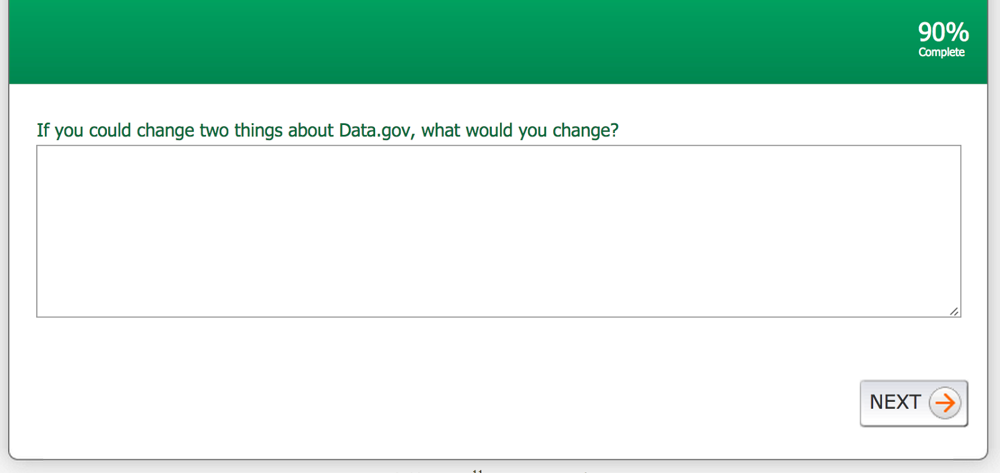 90%
Complete
If you could change two things about Data.gov, what would you change?
NEXT